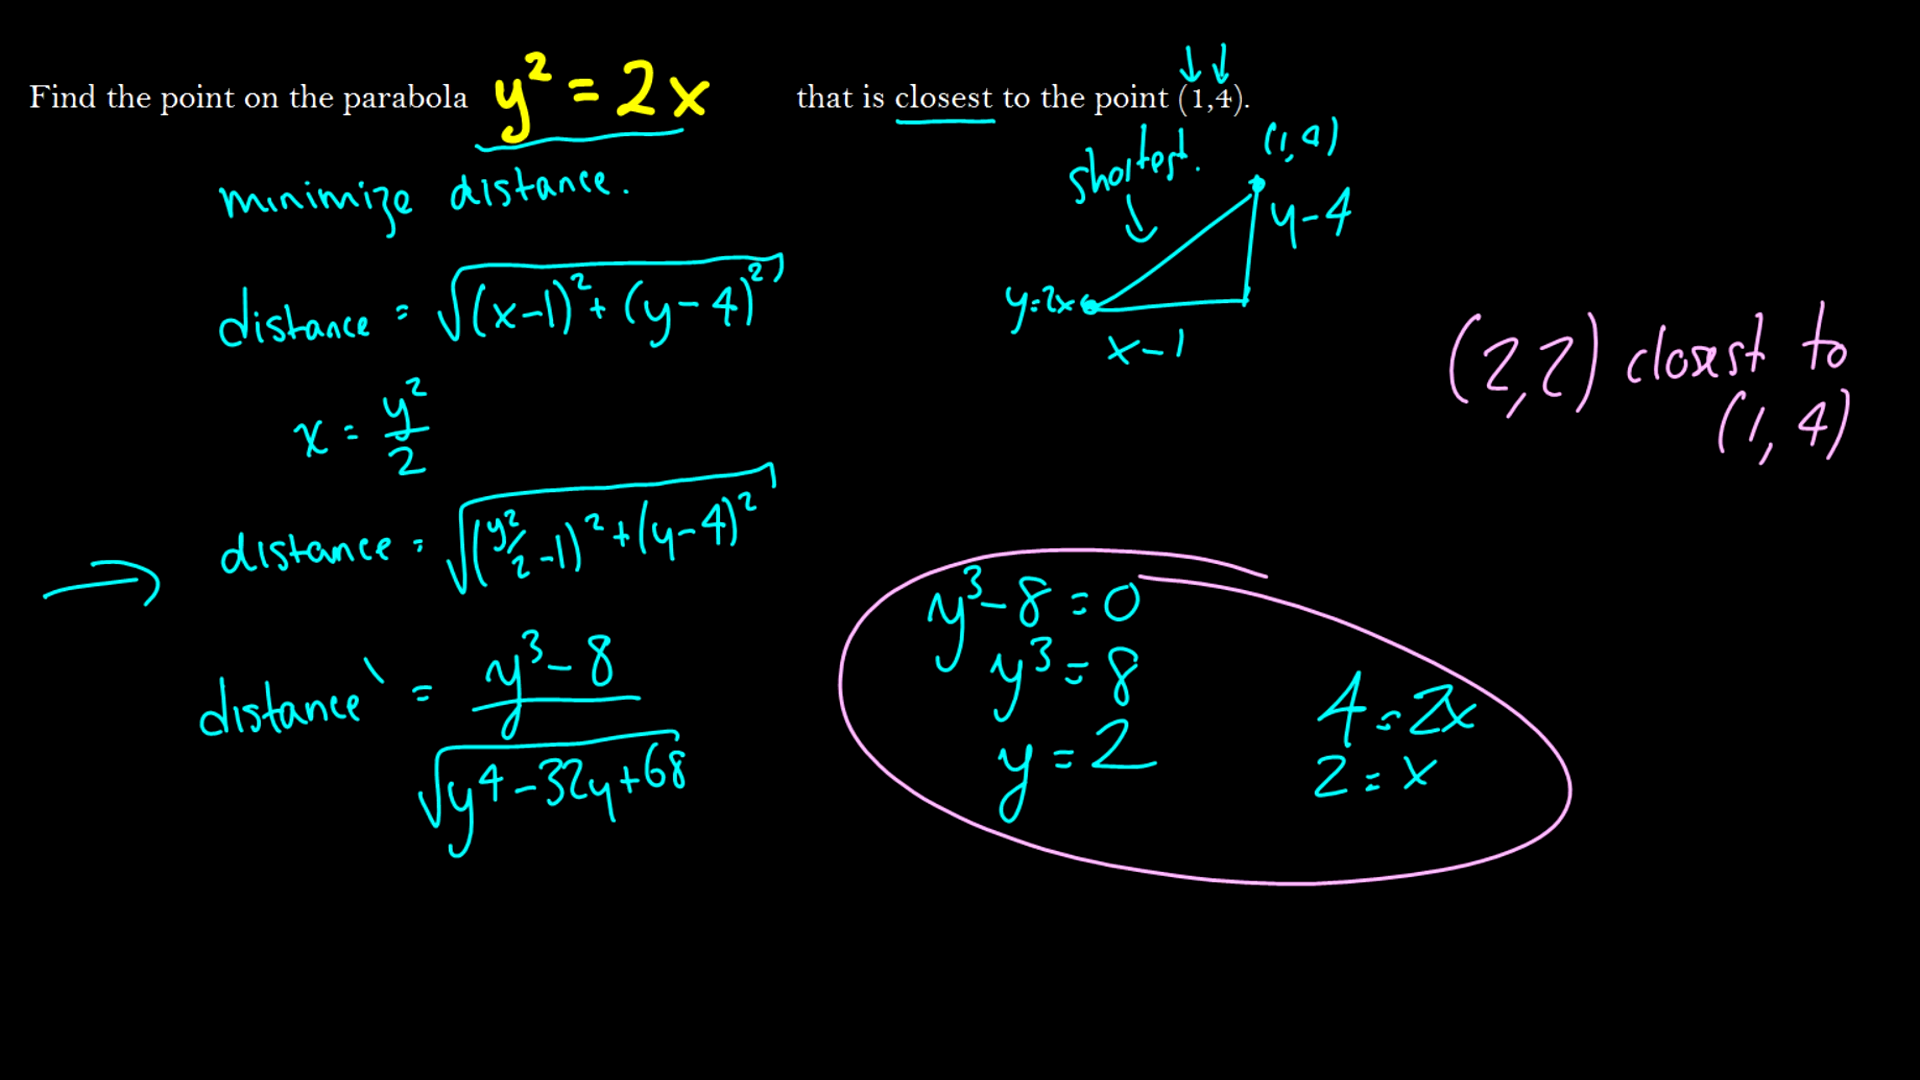 Find the point on the parabola y² = 2x that is closest to the point (1,4).
minimize distance.
distance = √((x-1)² + (y-4)²)
x = y²/2
distance = √((y²/2 -1)² + (y-4)²)
distance' = (y³-8)/√(y⁴-32y+68)
shortest.
(1,4)
y-4
y=2x
x-1
y³-8=0
y³=8
y=2
4=2x
2=x
(2,2) closest to
(1,4)